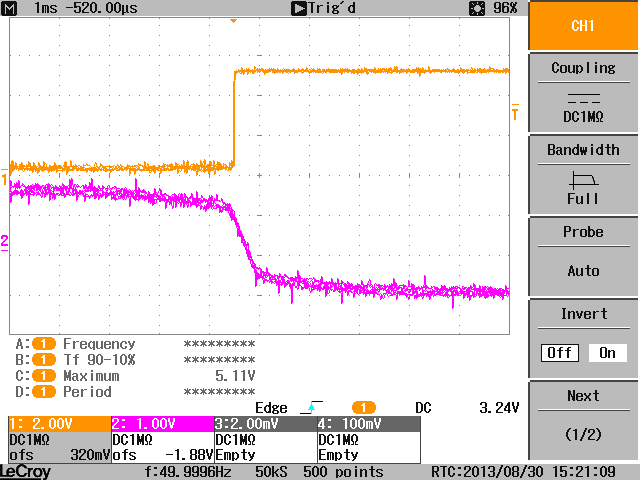 M 1ms -520.00µs Trig'd 96%
CH1
Coupling
DC1MΩ
Bandwidth
Full
Probe
Auto
Invert
Off On
Next
(1/2)
T
1
2
A: 1 Frequency *********
B: 1 Tf 90-10% *********
C: 1 Maximum 5.11V
D: 1 Period *********
Edge 1 DC 3.24V
1: 2.00V 2: 1.00V 3:2.00mV 4: 100mV
DC1MΩ DC1MΩ DC1MΩ DC1MΩ
ofs 320mV ofs -1.88V Empty Empty
LeCroy f:49.9996Hz 50kS 500 points RTC:2013/08/30 15:21:09